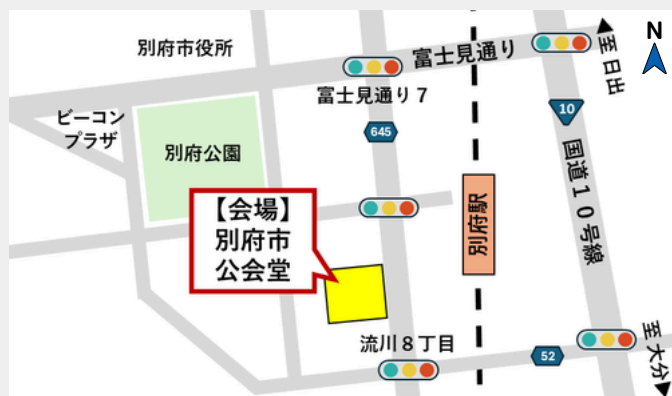 N
別府市役所
富士見通り
▲至 日出
富士見通り7
ビーコン
プラザ
645
10
別府公園
国道10号線
【会場】
別府市
公会堂
別府駅
流川8丁目
52
至 大分▶